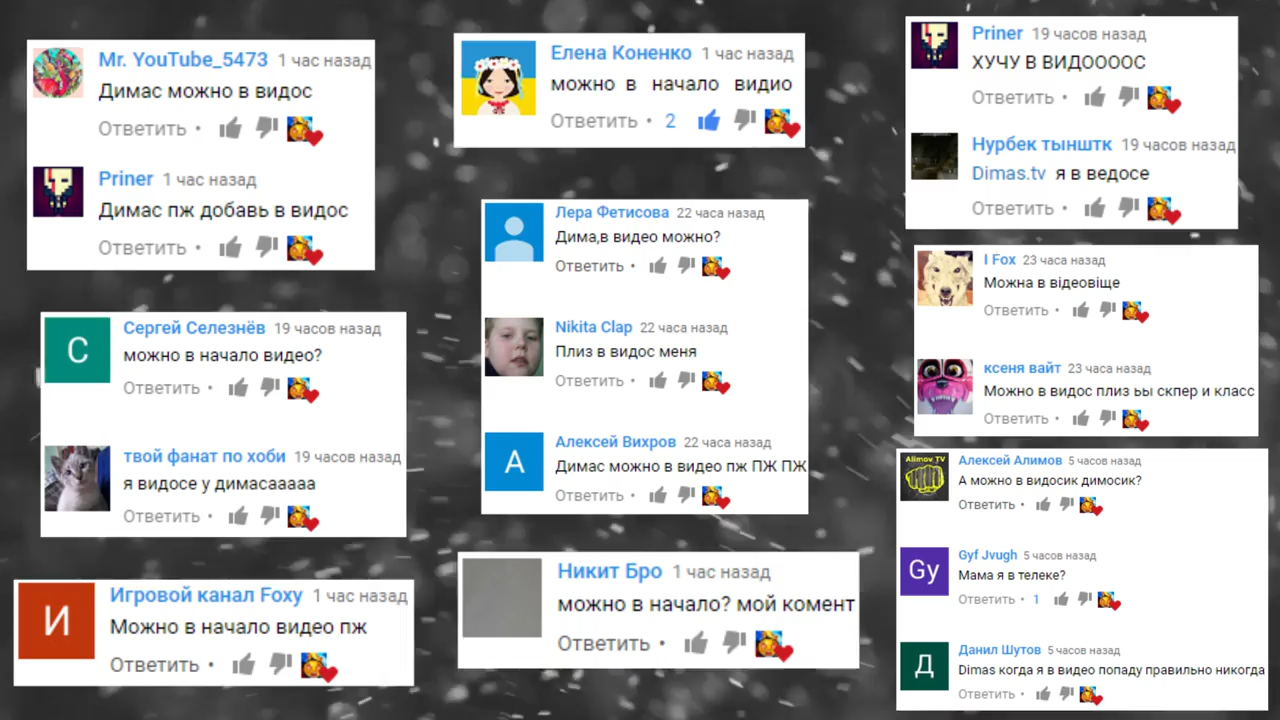 Mr. YouTube_5473 1 час назад
Димас можно в видос
Ответить •
Priner 1 час назад
Димас пж добавь в видос
Ответить •
Сергей Селезнёв 19 часов назад
можно в начало видео?
Ответить •
твой фанат по хоби 19 часов назад
я видосе у димасааааа
Ответить •
И
Игровой канал Foxy 1 час назад
Можно в начало видео пж
Ответить •
Елена Коненко 1 час назад
можно в начало видио
Ответить • 2
Лера Фетисова 22 часа назад
Дима,в видео можно?
Ответить •
Nikita Clap 22 часа назад
Плиз в видос меня
Ответить •
А
Алексей Вихров 22 часа назад
Димас можно в видео пж ПЖ ПЖ
Ответить •
Никит Бро 1 час назад
можно в начало? мой комент
Ответить •
Priner 19 часов назад
ХУЧУ В ВИДООООС
Ответить •
Нурбек тынштк 19 часов назад
Dimas.tv я в ведосе
Ответить •
I Fox 23 часа назад
Можна в відеовіще
Ответить •
ксеня вайт 23 часа назад
Можно в видос плиз ьы скпер и класс
Ответить •
Alimov TV
Алексей Алимов 5 часов назад
А можно в видосик димосик?
Ответить •
Gy
Gyf Jvugh 5 часов назад
Мама я в телеке?
Ответить • 1
Д
Данил Шутов 5 часов назад
Dimas когда я в видео попаду правильно никогда
Ответить •
С